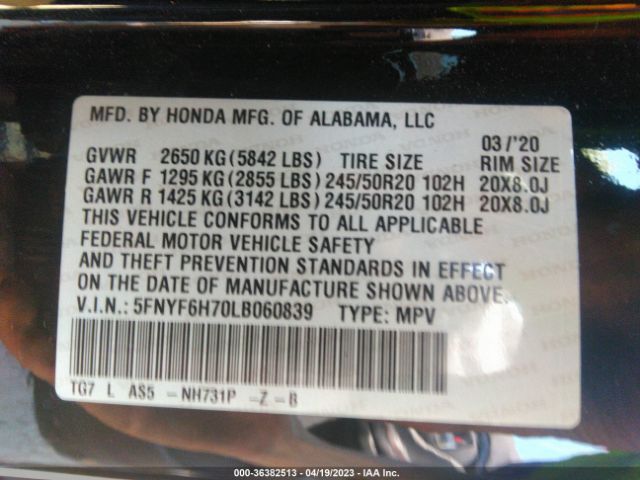 MFD. BY HONDA MFG. OF ALABAMA, LLC
03/'20
GVWR 2650 KG (5842 LBS) TIRE SIZE RIM SIZE
GAWR F 1295 KG (2855 LBS) 245/50R20 102H 20X8.0J
GAWR R 1425 KG (3142 LBS) 245/50R20 102H 20X8.0J
THIS VEHICLE CONFORMS TO ALL APPLICABLE
FEDERAL MOTOR VEHICLE SAFETY
AND THEFT PREVENTION STANDARDS IN EFFECT
ON THE DATE OF MANUFACTURE SHOWN ABOVE.
V.I.N.: 5FNYF6H70LB060839 TYPE: MPV
TG7 L AS5 -NH731P -Z -B
000-36382513 - 04/19/2023 - IAA Inc.